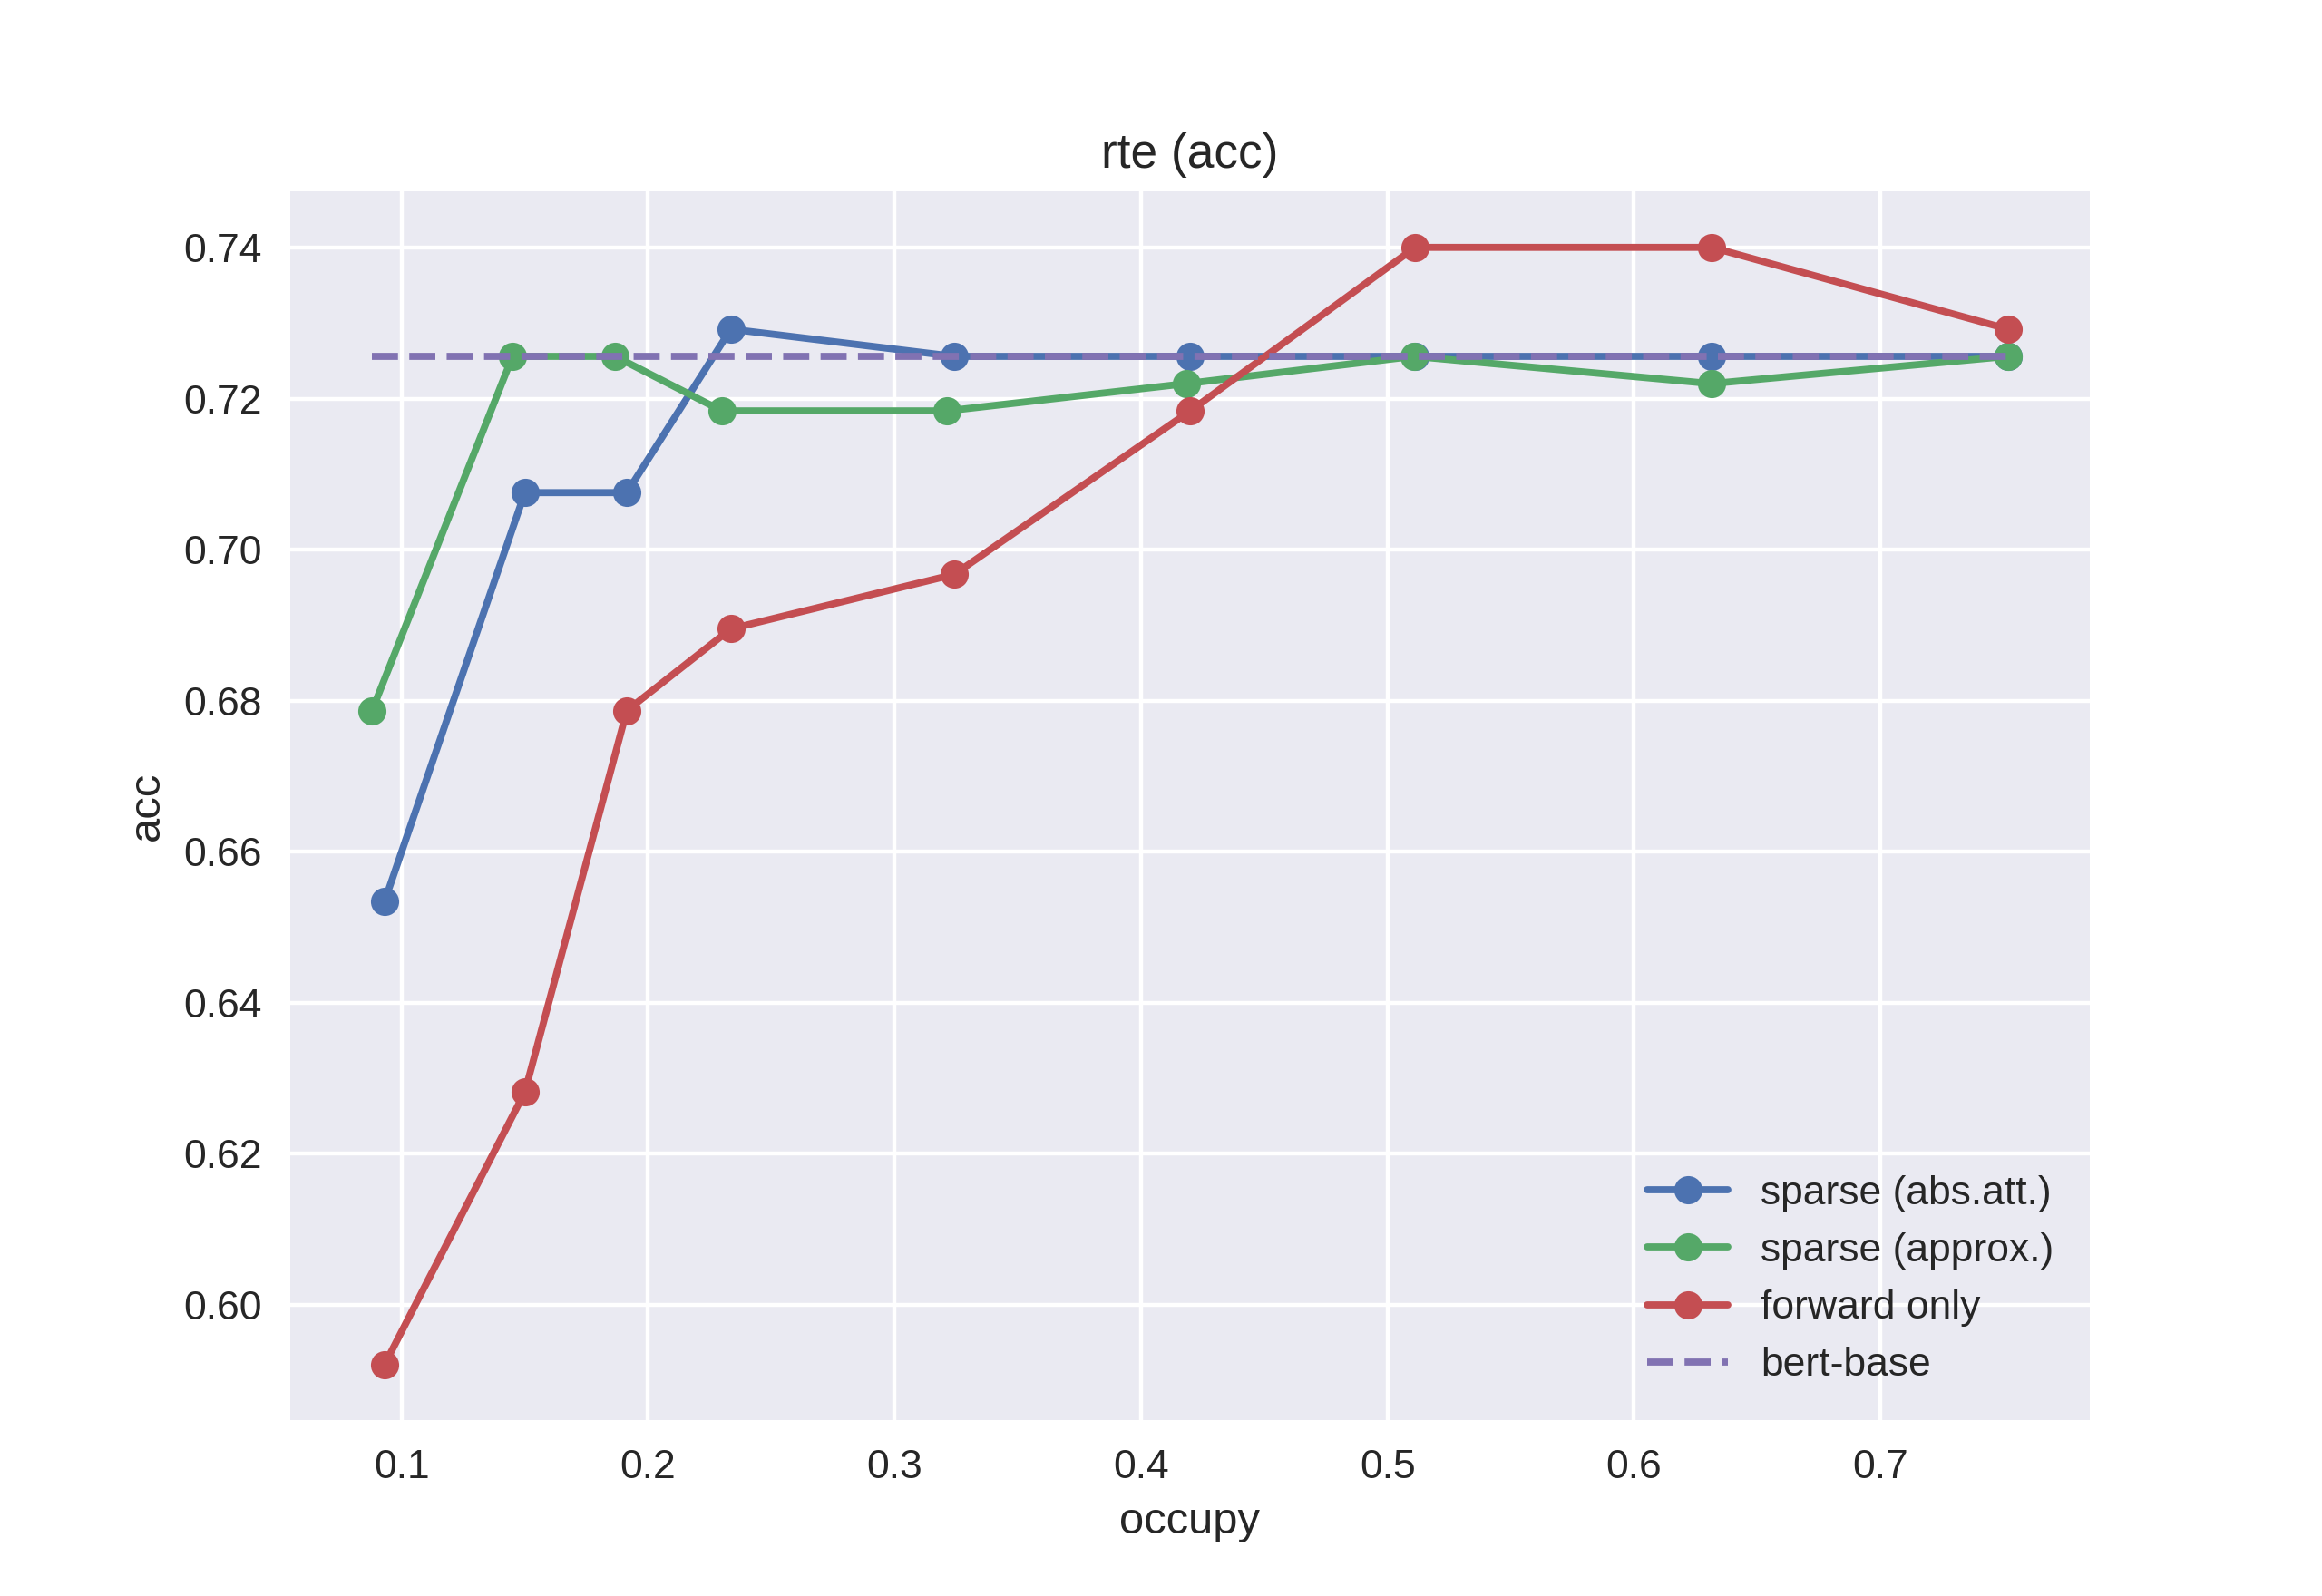 rte (acc)
0.74
0.72
0.70
0.68
0.66
0.64
0.62
0.60
acc
0.1 0.2 0.3 0.4 0.5 0.6 0.7
occupy
sparse (abs.att.)
sparse (approx.)
forward only
bert-base